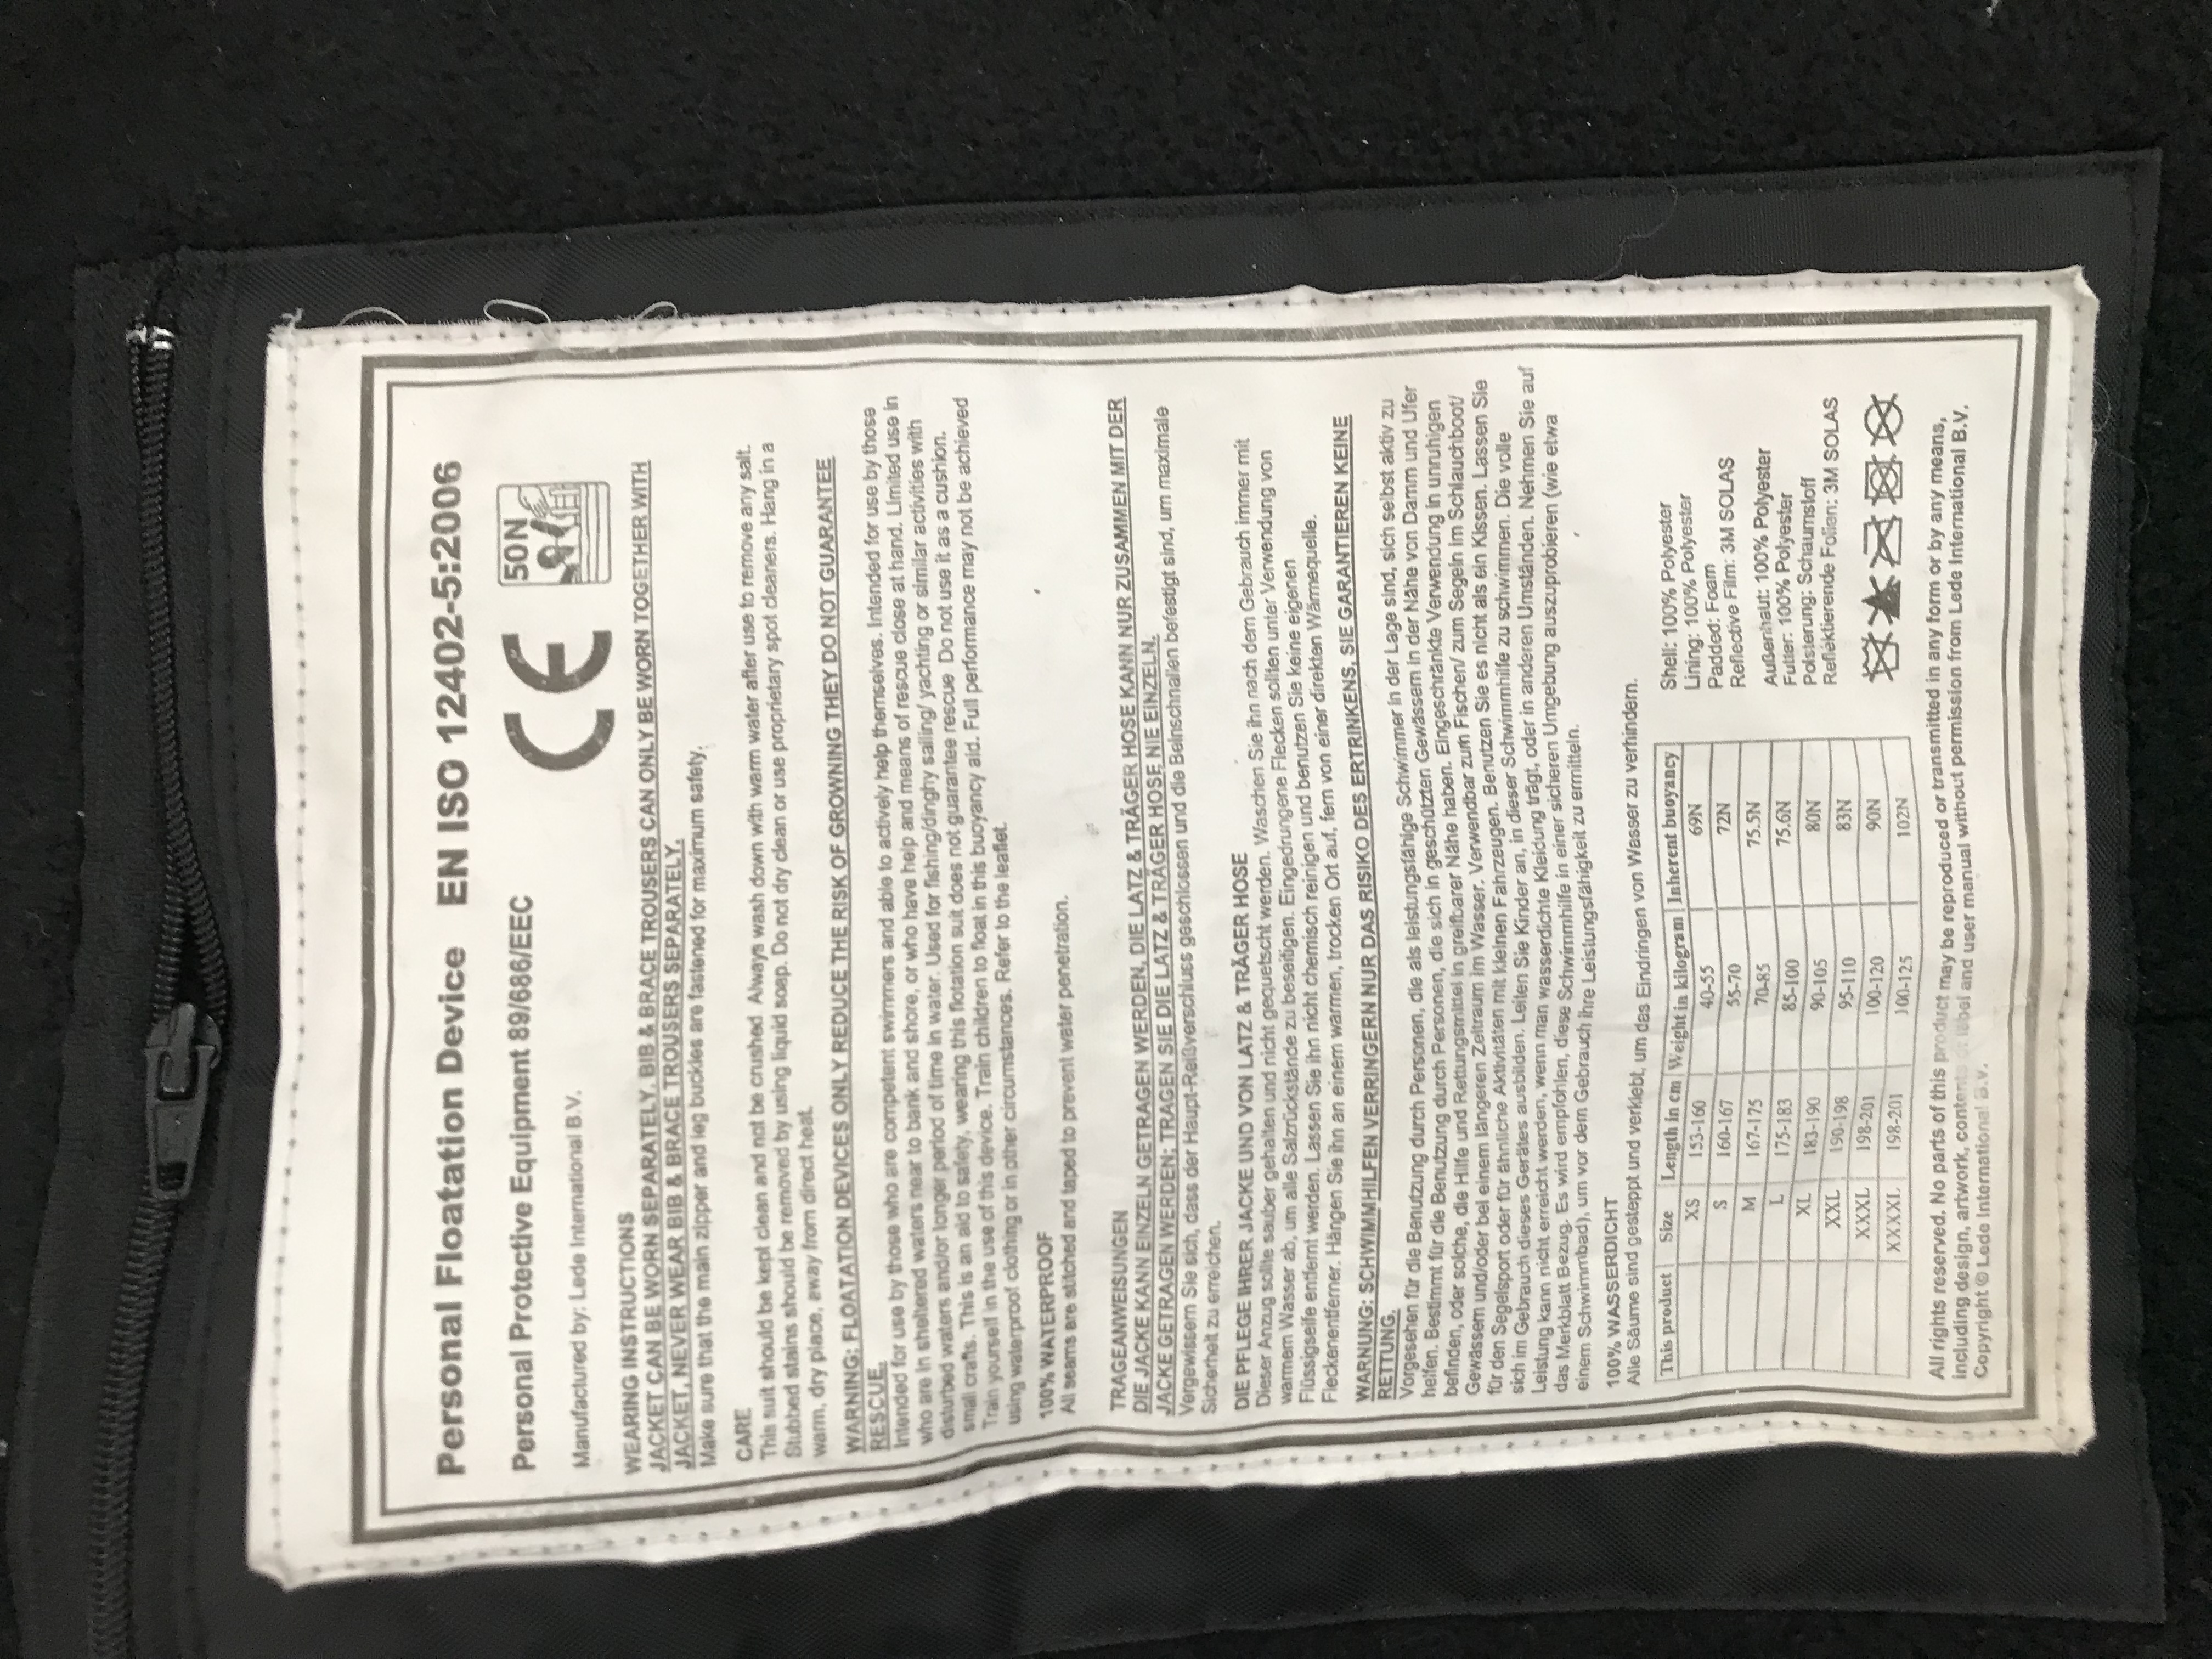 Personal Floatation Device EN ISO 12402-5:2006
Personal Protective Equipment 89/686/EEC
CE
50N
Manufactured by: Lede International B.V.
WEARING INSTRUCTIONS
JACKET CAN BE WORN SEPARATELY. BIB & BRACE TROUSERS CAN ONLY BE WORN TOGETHER WITH
JACKET, NEVER WEAR BIB & BRACE TROUSERS SEPARATELY.
Make sure that the main zipper and leg buckles are fastened for maximum safety.
CARE
This suit should be kept clean and not be crushed. Always wash down with warm water after use to remove any salt.
Stubbed stains should be removed by using liquid soap. Do not dry clean or use proprietary spot cleaners. Hang in a
warm, dry place, away from direct heat.
WARNING: FLOATATION DEVICES ONLY REDUCE THE RISK OF GROWNING THEY DO NOT GUARANTEE
RESCUE.
Intended for use by those who are competent swimmers and able to actively help themselves. Intended for use by those
who are in sheltered waters near to bank and shore, or who have help and means of rescue close at hand. Limited use in
disturbed waters and/or longer period of time in water. Used for fishing/dinghy sailing/ yachting or similar activities with
small crafts. This is an aid to safety, wearing this flotation suit does not guarantee rescue. Do not use it as a cushion.
Train yourself in the use of this device. Train children to float in this buoyancy aid. Full performance may not be achieved
using waterproof clothing or in other circumstances. Refer to the leaflet.
100% WATERPROOF
All seams are stitched and taped to prevent water penetration.
TRAGEANWEISUNGEN
DIE JACKE KANN EINZELN GETRAGEN WERDEN, DIE LATZ & TRÄGER HOSE KANN NUR ZUSAMMEN MIT DER
JACKE GETRAGEN WERDEN; TRAGEN SIE DIE LATZ & TRÄGER HOSE NIE EINZELN.
Vergewissern Sie sich, dass der Haupt-Reißverschluss geschlossen und die Beinschnallen befestigt sind, um maximale
Sicherheit zu erreichen.
DIE PFLEGE IHRER JACKE UND VON LATZ & TRÄGER HOSE
Dieser Anzug sollte sauber gehalten und nicht gequetscht werden. Waschen Sie ihn nach dem Gebrauch immer mit
warmem Wasser ab, um alle Salzrückstände zu beseitigen. Eingedrungene Flecken sollten unter Verwendung von
Flüssigseife entfernt werden. Lassen Sie ihn nicht chemisch reinigen und benutzen Sie keine eigenen
Fleckenentferner. Hängen Sie ihn an einem warmen, trocken Ort auf, fern von einer direkten Wärmequelle.
WARNUNG: SCHWIMMHILFEN VERRINGERN NUR DAS RISIKO DES ERTRINKENS, SIE GARANTIEREN KEINE
RETTUNG.
Vorgesehen für die Benutzung durch Personen, die als leistungsfähige Schwimmer in der Lage sind, sich selbst aktiv zu
helfen. Bestimmt für die Benutzung durch Personen, die sich in geschützten Gewässern in der Nähe von Damm und Ufer
befinden, oder solche, die Hilfe und Rettungsmittel in greifbarer Nähe haben. Eingeschränkte Verwendung in unruhigen
Gewässern und/oder bei einem längeren Zeitraum im Wasser. Verwendbar zum Fischen/ zum Segeln im Schlauchboot/
für den Segelsport oder für ähnliche Aktivitäten mit kleinen Fahrzeugen. Benutzen Sie es nicht als ein Kissen. Lassen Sie
sich im Gebrauch dieses Gerätes ausbilden. Leiten Sie Kinder an, in dieser Schwimmhilfe zu schwimmen. Die volle
Leistung kann nicht erreicht werden, wenn man wasserdichte Kleidung trägt, oder in anderen Umständen. Nehmen Sie auf
das Merkblatt Bezug. Es wird empfohlen, diese Schwimmhilfe in einer sicheren Umgebung auszuprobieren (wie etwa
einem Schwimmbad), um vor dem Gebrauch ihre Leistungsfähigkeit zu ermitteln.
100% WASSERDICHT
Alle Säume sind gesteppt und verklebt, um das Eindringen von Wasser zu verhindern.
This product Size Length in cm Weight in kilogram Inherent buoyancy
XS 153-160 40-55 69N
S 160-167 55-70 72N
M 167-175 70-85 75.5N
L 175-183 85-100 75.6N
XL 183-190 90-105 80N
XXL 190-198 95-110 83N
XXXL 198-201 100-120 90N
XXXXL 198-201 100-125 102N
Shell: 100% Polyester
Lining: 100% Polyester
Padded: Foam
Reflective Film: 3M SOLAS
Außenhaut: 100% Polyester
Futter: 100% Polyester
Polsterung: Schaumstoff
Reflektierende Folien: 3M SOLAS
All rights reserved. No parts of this product may be reproduced or transmitted in any form or by any means,
including design, artwork, contents of label and user manual without permission from Lede International B.V.
Copyright © Lede International B.V.